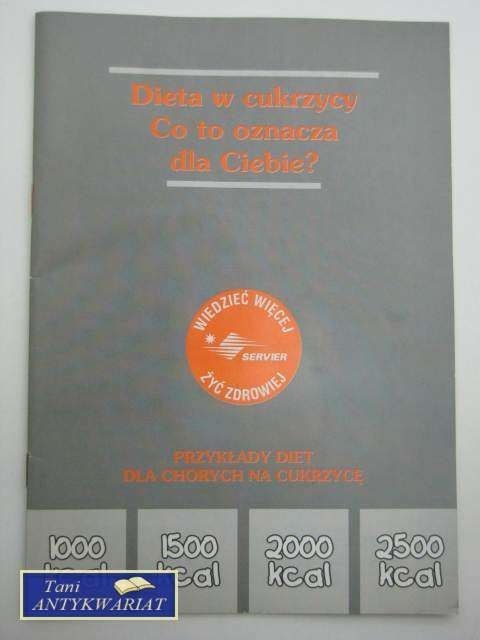 Dieta w cukrzycy
Co to oznacza
dla Ciebie?
WIEDZIEĆ WIĘCEJ
SERVIER
ŻYĆ ZDROWIEJ
PRZYKŁADY DIET
DLA CHORYCH NA CUKRZYCĘ
1000 1500 2000 2500
kcal kcal kcal kcal
Tani
ANTYKWARIAT